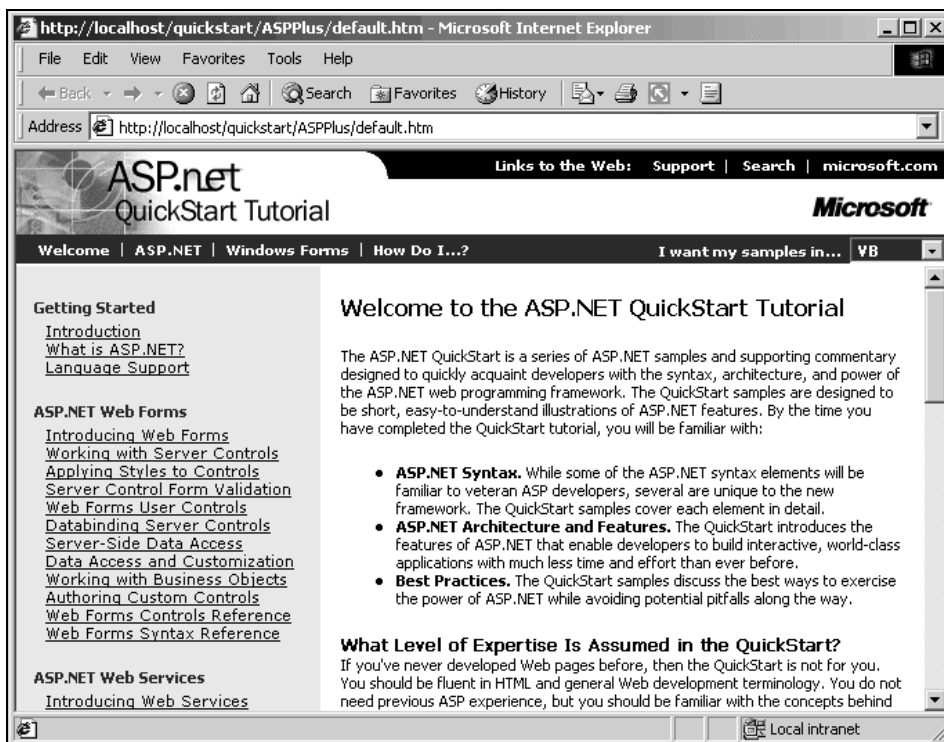 http://localhost/quickstart/ASPPlus/default.htm - Microsoft Internet Explorer
File Edit View Favorites Tools Help
Back Search Favorites History
Address http://localhost/quickstart/ASPPlus/default.htm
Links to the Web: Support | Search | microsoft.com
ASP.net
QuickStart Tutorial
Microsoft
Welcome | ASP.NET | Windows Forms | How Do I...? I want my samples in... VB
Getting Started
Introduction
What is ASP.NET?
Language Support
ASP.NET Web Forms
Introducing Web Forms
Working with Server Controls
Applying Styles to Controls
Server Control Form Validation
Web Forms User Controls
Databinding Server Controls
Server-Side Data Access
Data Access and Customization
Working with Business Objects
Authoring Custom Controls
Web Forms Controls Reference
Web Forms Syntax Reference
ASP.NET Web Services
Introducing Web Services
Welcome to the ASP.NET QuickStart Tutorial
The ASP.NET QuickStart is a series of ASP.NET samples and supporting commentary
designed to quickly acquaint developers with the syntax, architecture, and power of
the ASP.NET web programming framework. The QuickStart samples are designed to
be short, easy-to-understand illustrations of ASP.NET features. By the time you
have completed the QuickStart tutorial, you will be familiar with:
• ASP.NET Syntax. While some of the ASP.NET syntax elements will be
familiar to veteran ASP developers, several are unique to the new
framework. The QuickStart samples cover each element in detail.
• ASP.NET Architecture and Features. The QuickStart introduces the
features of ASP.NET that enable developers to build interactive, world-class
applications with much less time and effort than ever before.
• Best Practices. The QuickStart samples discuss the best ways to exercise
the power of ASP.NET while avoiding potential pitfalls along the way.
What Level of Expertise Is Assumed in the QuickStart?
If you've never developed Web pages before, then the QuickStart is not for you.
You should be fluent in HTML and general Web development terminology. You do not
need previous ASP experience, but you should be familiar with the concepts behind
Local intranet